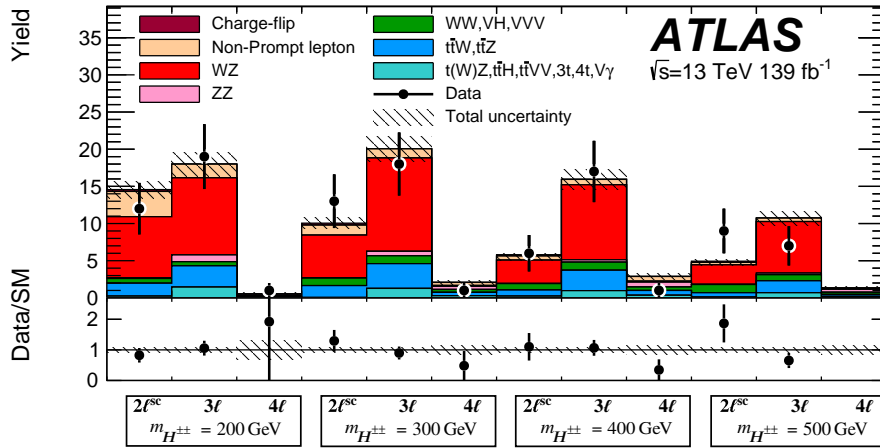 Yield
35
30
25
20
15
10
5
0
Charge-flip
Non-Prompt lepton
WZ
ZZ
WW,VH,VVV
tt̄W,tt̄Z
t(W)Z,tt̄H,tt̄VV,3t,4t,Vγ
Data
Total uncertainty
ATLAS
√s=13 TeV 139 fb⁻¹
Data/SM
2
1
0
2ℓˢᶜ 3ℓ 4ℓ 2ℓˢᶜ 3ℓ 4ℓ 2ℓˢᶜ 3ℓ 4ℓ 2ℓˢᶜ 3ℓ 4ℓ
m_H±± = 200 GeV m_H±± = 300 GeV m_H±± = 400 GeV m_H±± = 500 GeV